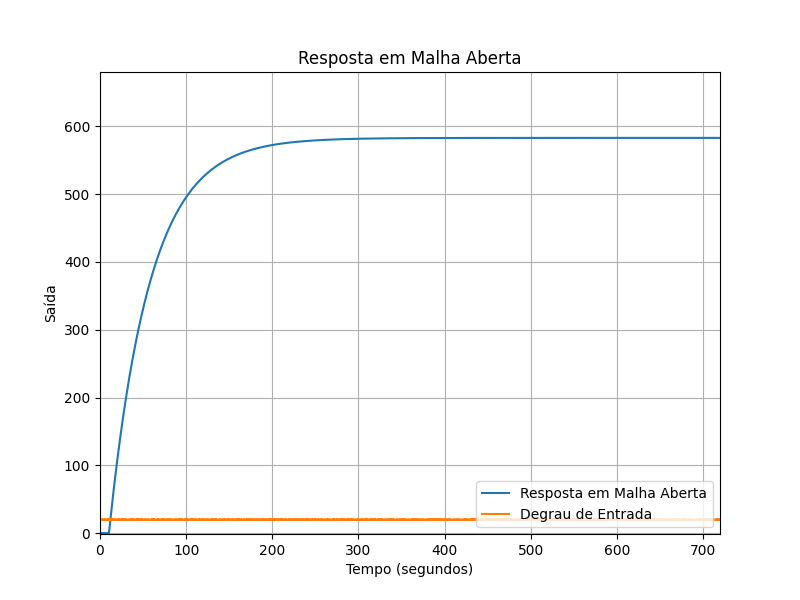 Resposta em Malha Aberta
600
500
400
300
200
100
0
Saída
Resposta em Malha Aberta
Degrau de Entrada
0 100 200 300 400 500 600 700
Tempo (segundos)